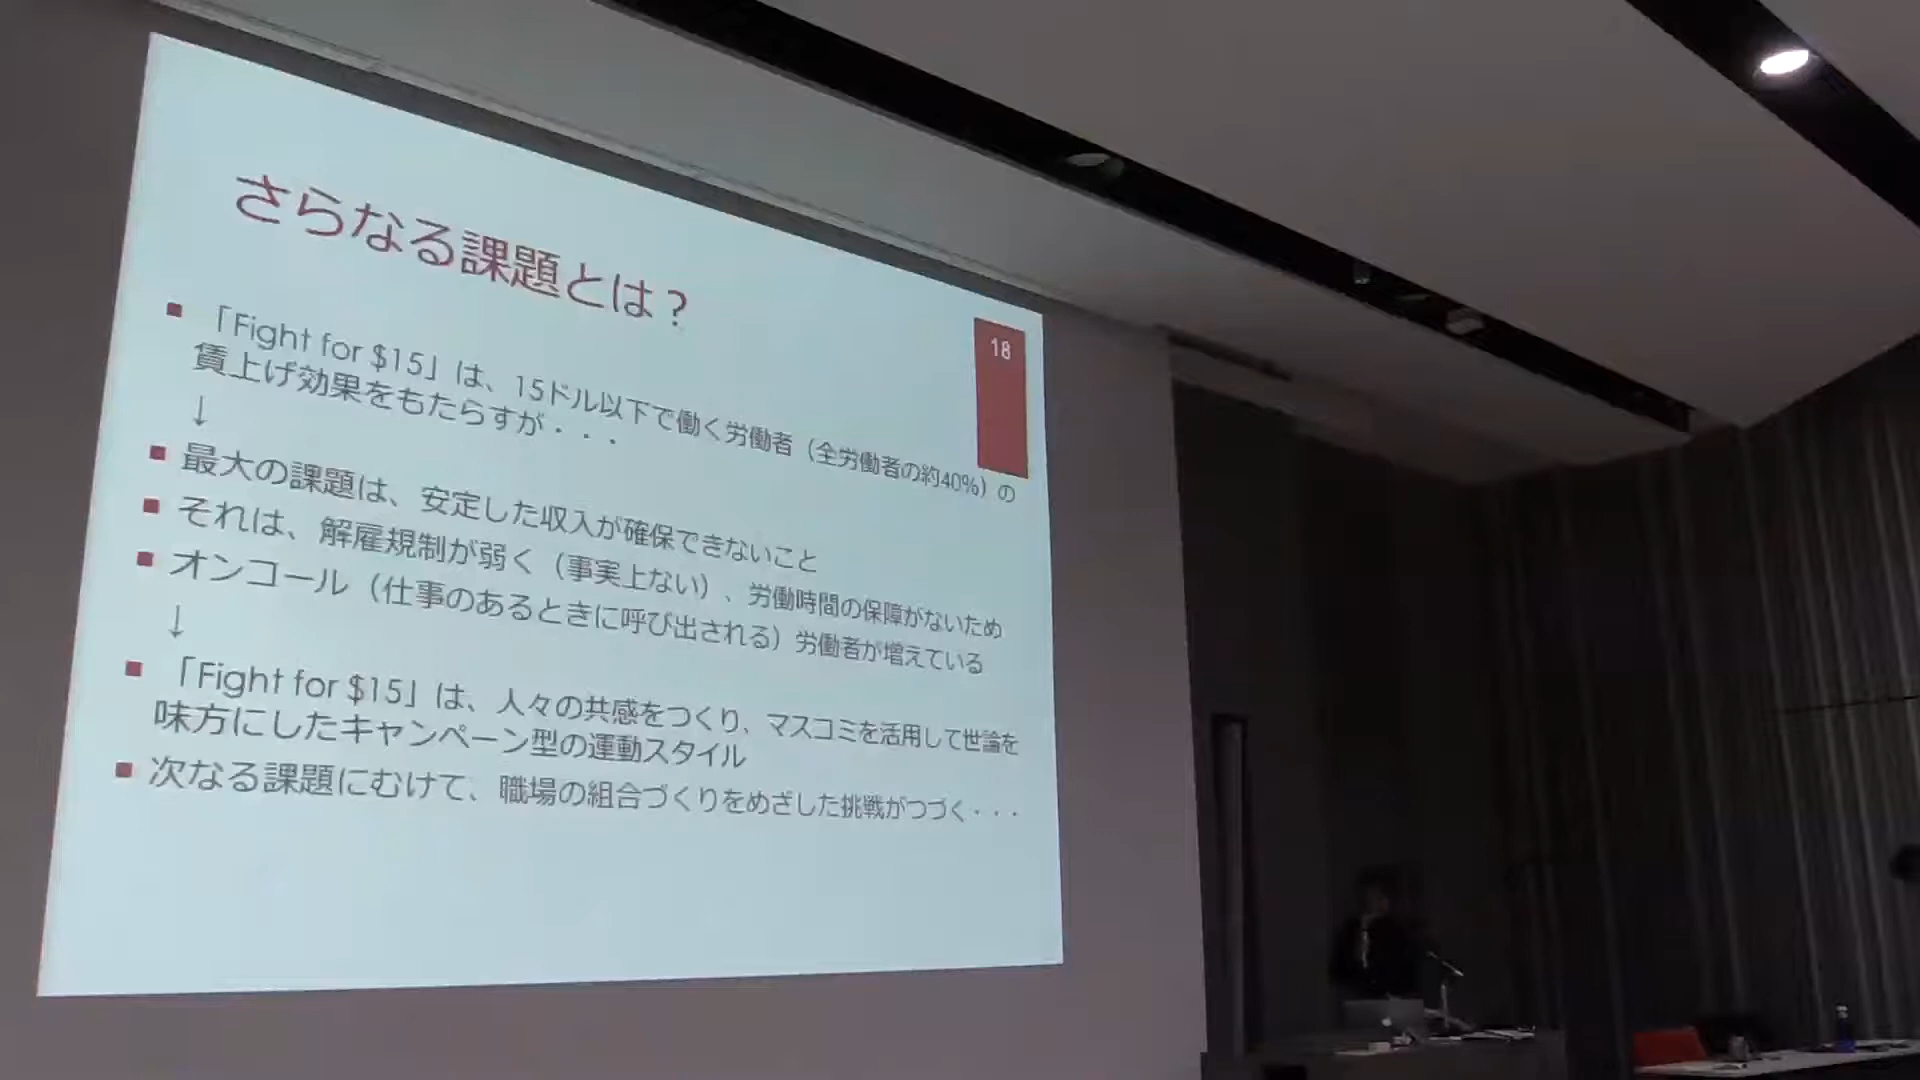 さらなる課題とは？
18
■ 「Fight for $15」は、15ドル以下で働く労働者（全労働者の約40%）の
賃上げ効果をもたらすが・・・
↓
■ 最大の課題は、安定した収入が確保できないこと
■ それは、解雇規制が弱く（事実上ない）、労働時間の保障がないため
■ オンコール（仕事のあるときに呼び出される）労働者が増えている
↓
■ 「Fight for $15」は、人々の共感をつくり、マスコミを活用して世論を
味方にしたキャンペーン型の運動スタイル
■ 次なる課題にむけて、職場の組合づくりをめざした挑戦がつづく・・・